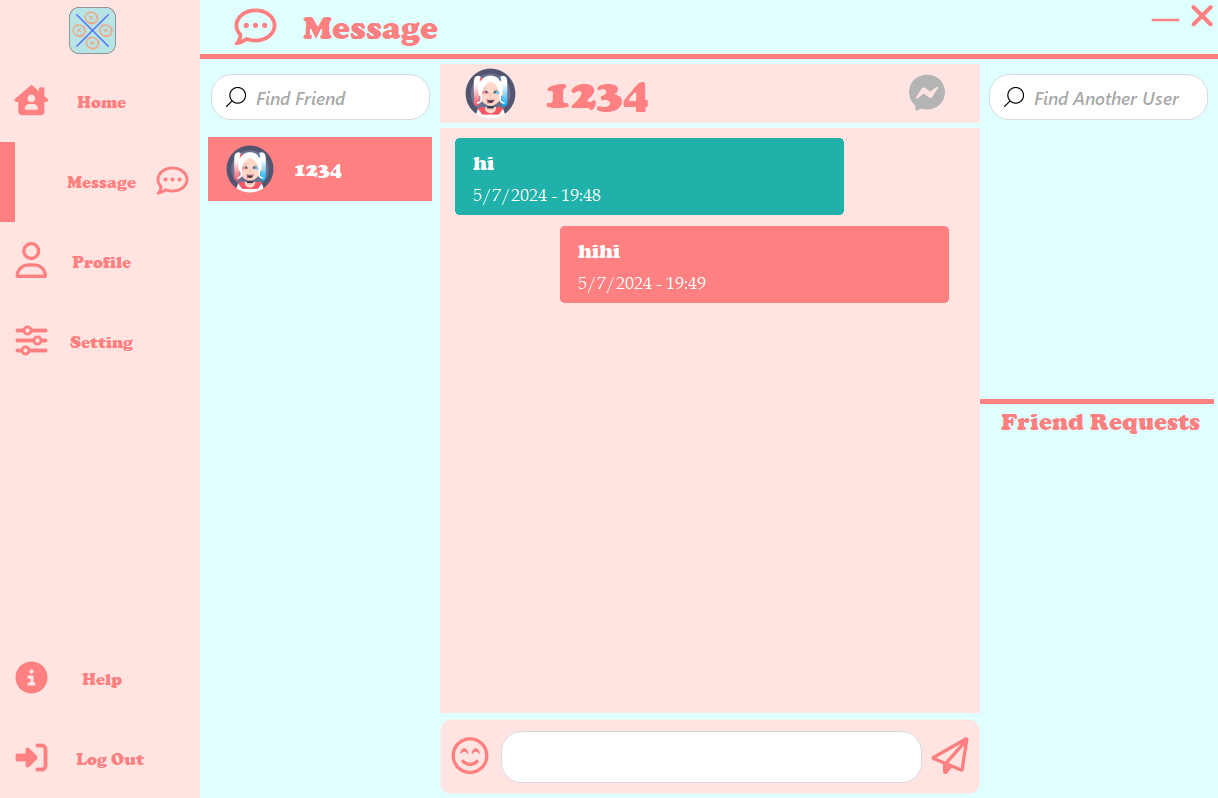 Message
Home
Message
Profile
Setting
Help
Log Out
Find Friend
1234
1234
hi
5/7/2024 - 19:48
hihi
5/7/2024 - 19:49
Find Another User
Friend Requests